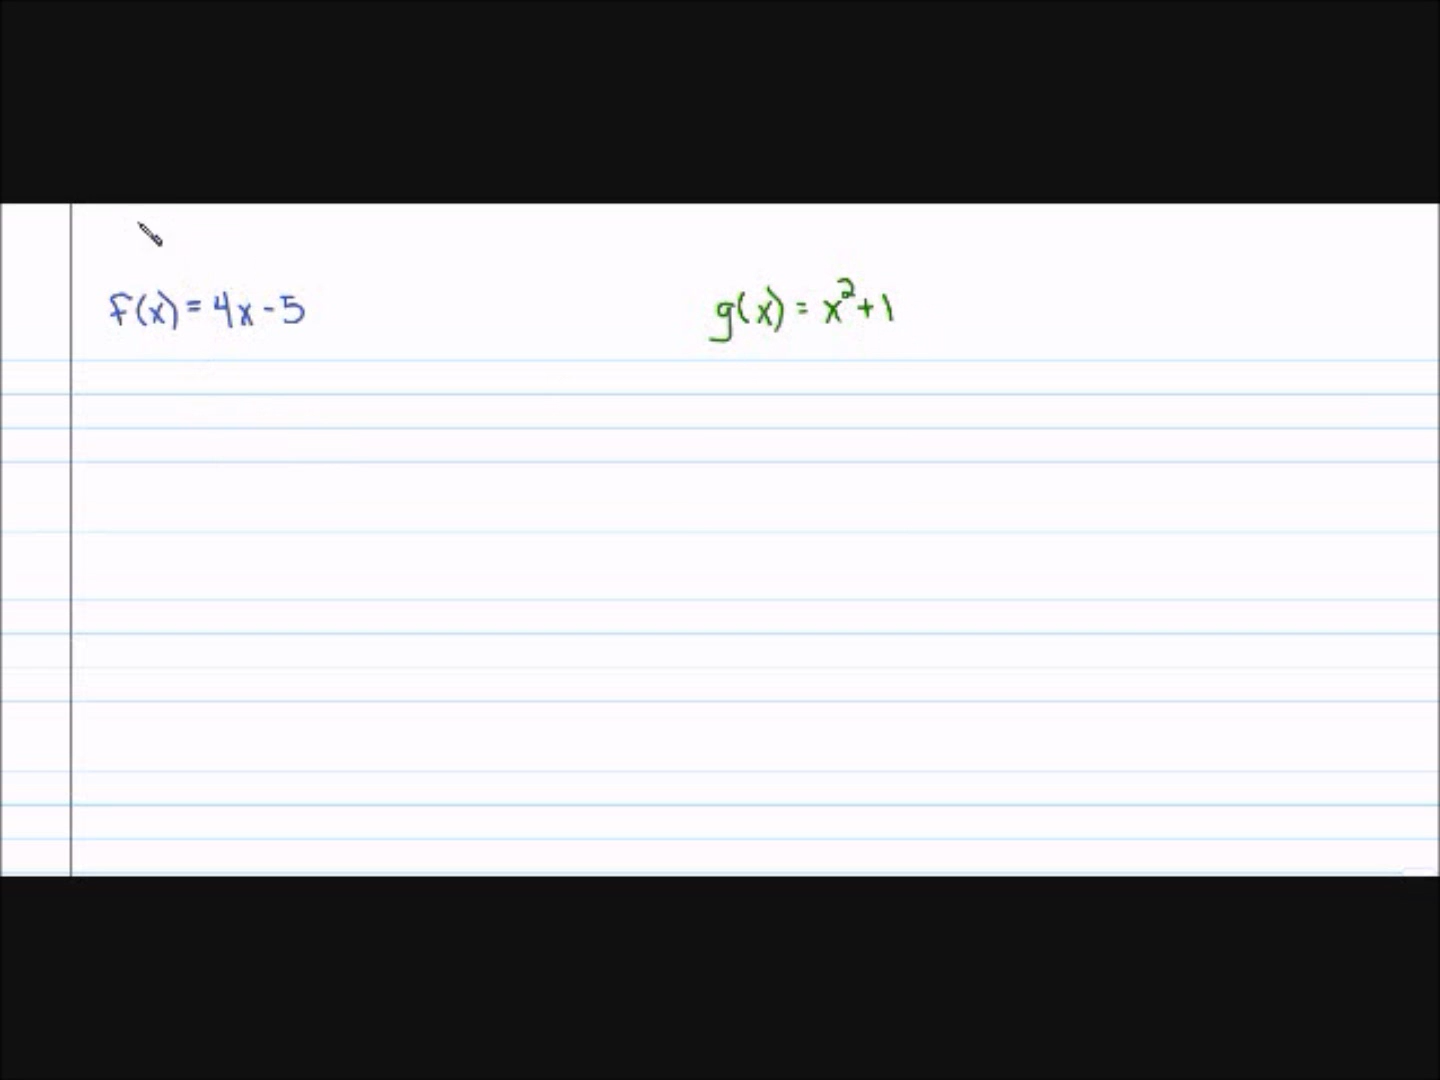 f(x) = 4x - 5
g(x) = x²+1